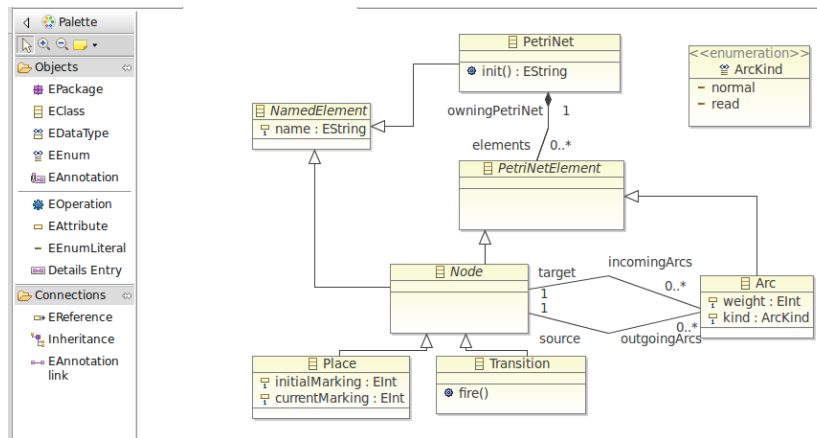 Palette
Objects
EPackage
EClass
EDataType
EEnum
EAnnotation
EOperation
EAttribute
EEnumLiteral
Details Entry
Connections
EReference
Inheritance
EAnnotation
link
PetriNet
init() : EString
<<enumeration>>
ArcKind
normal
read
NamedElement
name : EString
owningPetriNet 1
elements 0..*
PetriNetElement
Node
target
1
incomingArcs
0..*
1
source
0..*
outgoingArcs
Arc
weight : EInt
kind : ArcKind
Place
initialMarking : EInt
currentMarking : EInt
Transition
fire()